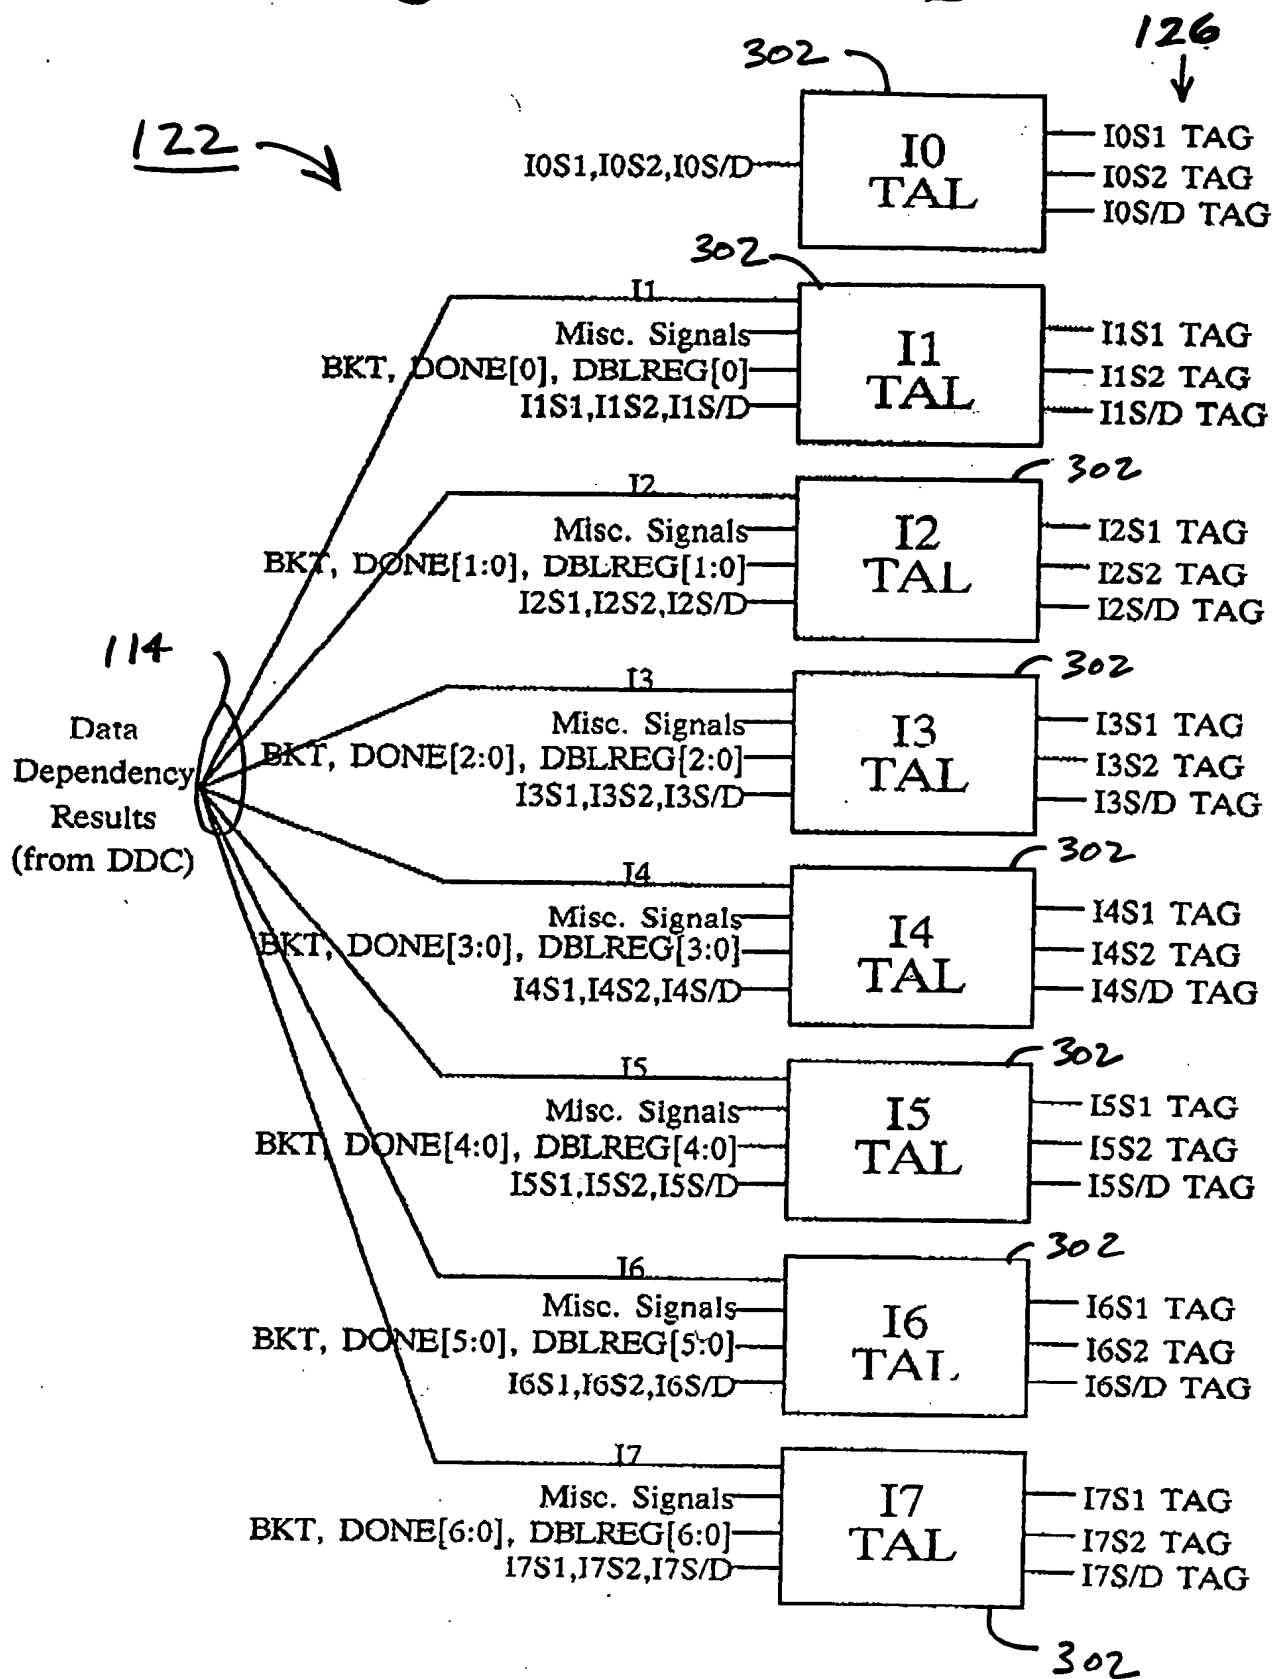 126
302
122
I0S1,I0S2,I0S/D
I0
TAL
I0S1 TAG
I0S2 TAG
I0S/D TAG
302
I1
Misc. Signals
BKT, DONE[0], DBLREG[0]
I1S1,I1S2,I1S/D
I1
TAL
I1S1 TAG
I1S2 TAG
I1S/D TAG
302
I2
Misc. Signals
BKT, DONE[1:0], DBLREG[1:0]
I2S1,I2S2,I2S/D
I2
TAL
I2S1 TAG
I2S2 TAG
I2S/D TAG
114
Data
Dependency
Results
(from DDC)
302
I3
Misc. Signals
BKT, DONE[2:0], DBLREG[2:0]
I3S1,I3S2,I3S/D
I3
TAL
I3S1 TAG
I3S2 TAG
I3S/D TAG
302
I4
Misc. Signals
BKT, DONE[3:0], DBLREG[3:0]
I4S1,I4S2,I4S/D
I4
TAL
I4S1 TAG
I4S2 TAG
I4S/D TAG
302
I5
Misc. Signals
BKT, DONE[4:0], DBLREG[4:0]
I5S1,I5S2,I5S/D
I5
TAL
I5S1 TAG
I5S2 TAG
I5S/D TAG
302
I6
Misc. Signals
BKT, DONE[5:0], DBLREG[5:0]
I6S1,I6S2,I6S/D
I6
TAL
I6S1 TAG
I6S2 TAG
I6S/D TAG
I7
Misc. Signals
BKT, DONE[6:0], DBLREG[6:0]
I7S1,I7S2,I7S/D
I7
TAL
I7S1 TAG
I7S2 TAG
I7S/D TAG
302